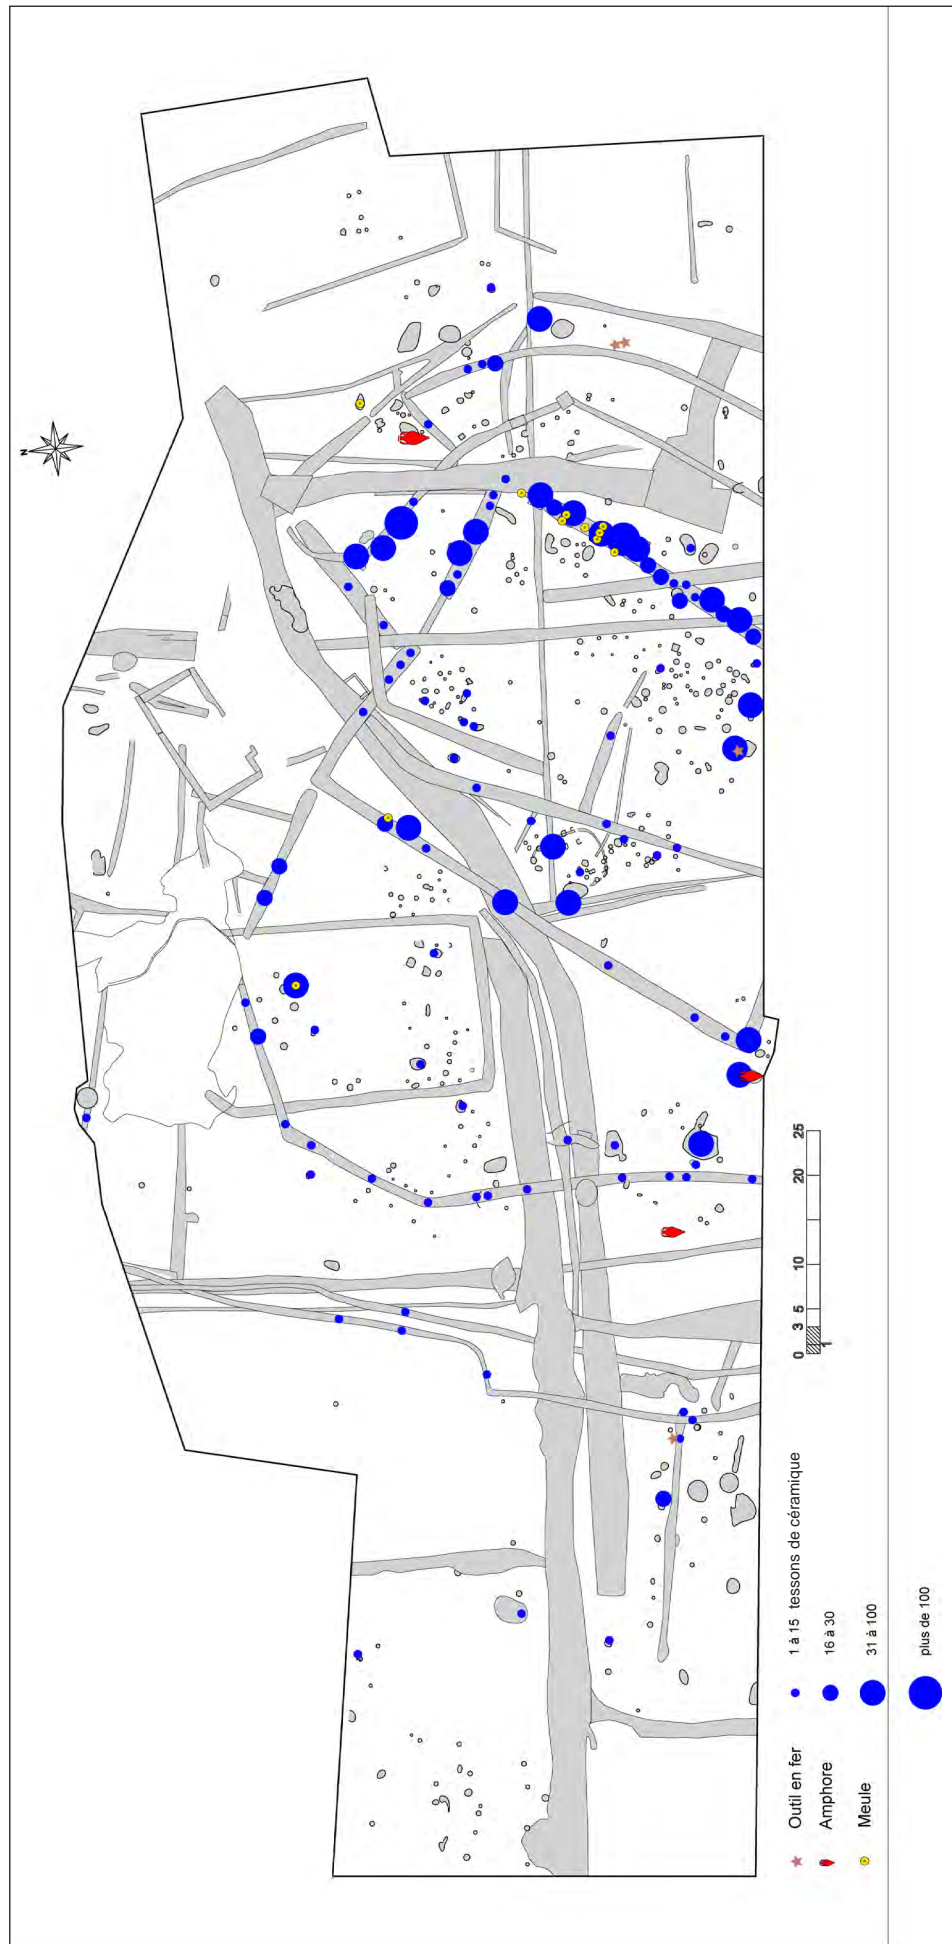 N
0 3 5 10 20 25
1
Outil en fer
Amphore
Meule
1 à 15 tessons de céramique
16 à 30
31 à 100
plus de 100